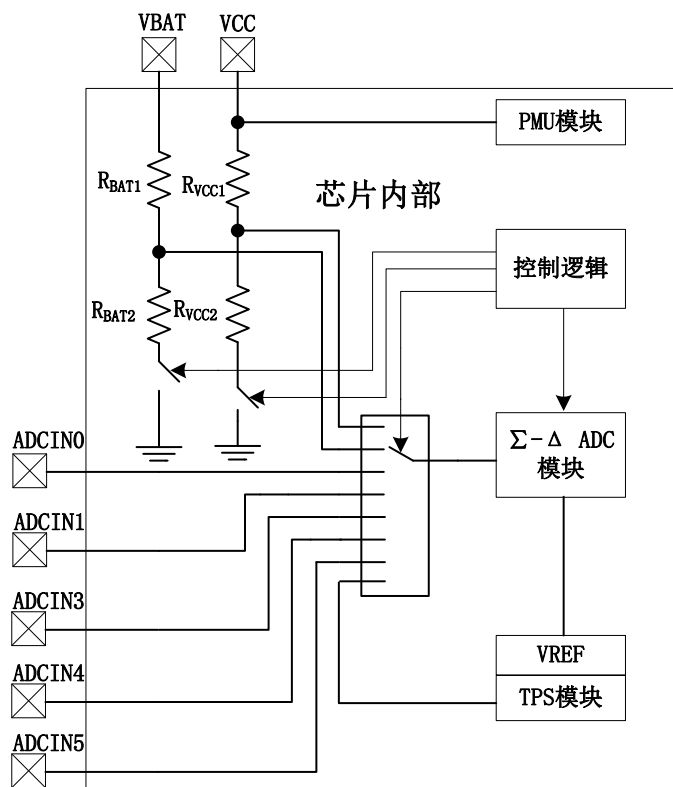 VBAT
VCC
PMU模块
RBAT1
RVCC1
芯片内部
控制逻辑
RBAT2
RVCC2
ADCIN0
Σ-Δ ADC
模块
ADCIN1
ADCIN3
VREF
ADCIN4
TPS模块
ADCIN5